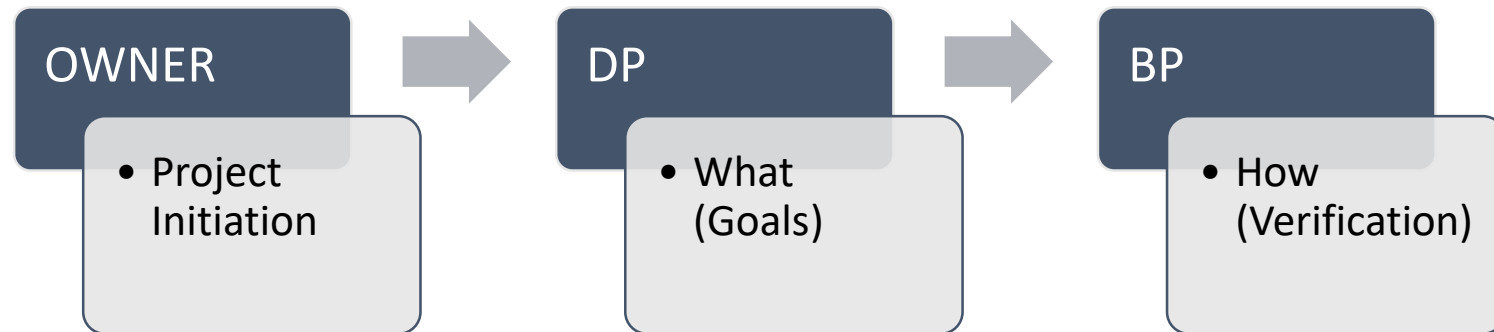 OWNER
• Project
Initiation
DP
• What
(Goals)
BP
• How
(Verification)